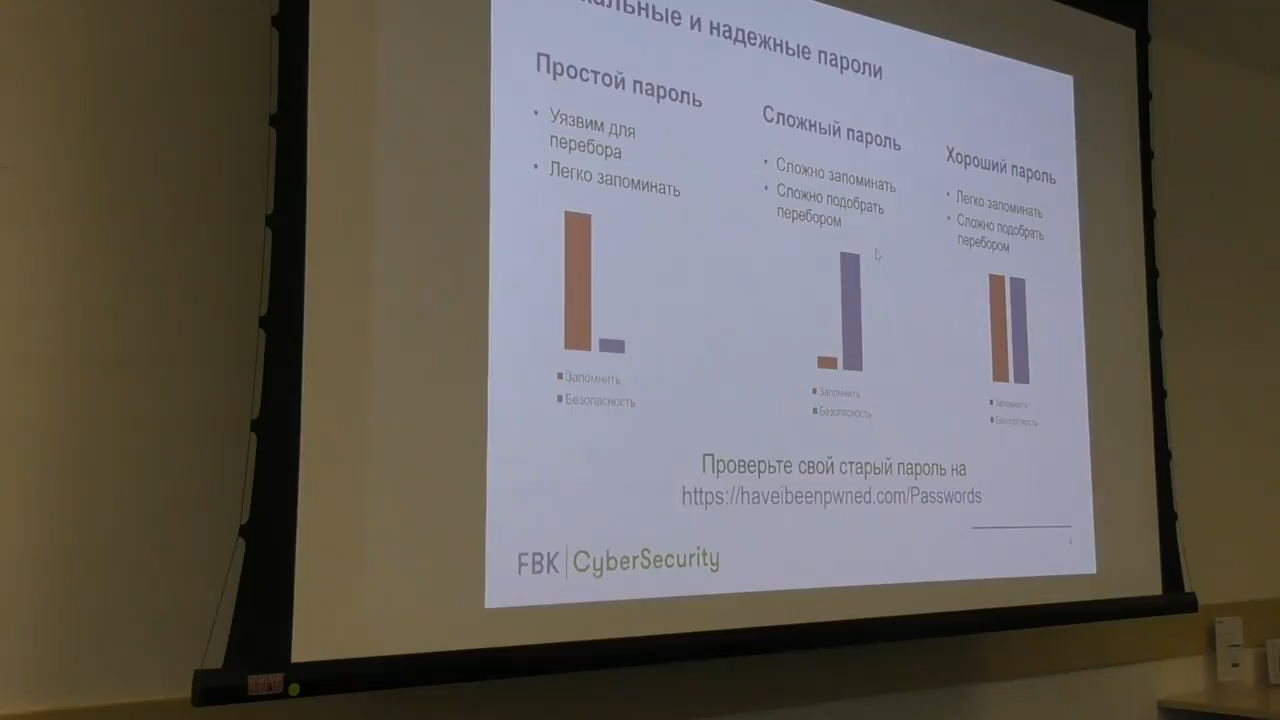 и надежные пароли
Простой пароль
• Уязвим для
перебора
• Легко запоминать
Запомнить
Безопасность
Сложный пароль
• Сложно запоминать
• Сложно подобрать
перебором
Запомнить
Безопасность
Хороший пароль
• Легко запоминать
• Сложно подобрать
перебором
Запомнить
Безопасность
Проверьте свой старый пароль на
https://haveibeenpwned.com/Passwords
FBK | CyberSecurity